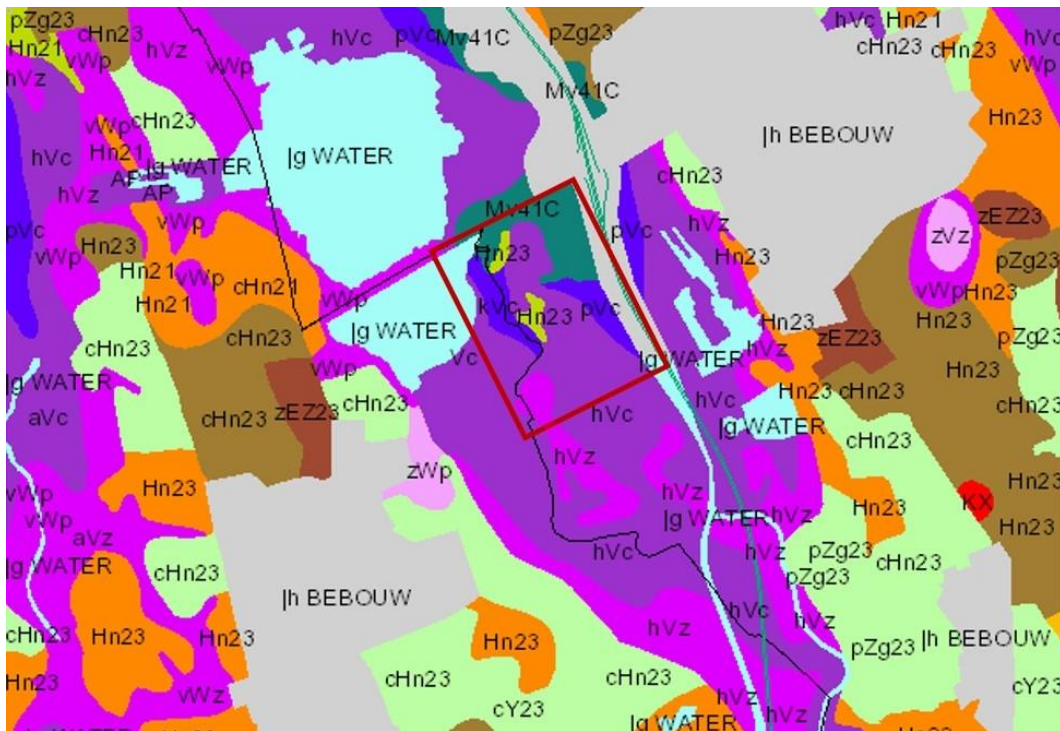 pZg23
cHn23
Hn21
hVz
vWp
hVz
vWp
hVc
pVc
Mv41C
pZg23
hVc
Hn21
cHn23
cHn23
hVc
vWp
Mv41C
Hn23
vWp
cHn23
Hn21
hVc
|g WATER
AP
AP
hVz
|g WATER
|h BEBOUW
cHn23
hVz
pVc
vWp
Hn23
vWp
Hn21
Hn21
vWp
cHn21
Mv41C
Hn23
pVc
hVz
Hn23
zVz
zEZ23
pZg23
vWp
Hn23
kVc
Hn23
pVc
vWp
|g WATER
Vc
cHn23
cHn23
vWp
|g WATER
hVz
Hn23
zEZ23
Hn23
pZg23
Hn23
|g WATER
aVc
cHn23
zEZ23
cHn23
hVc
hVc
Hn23
cHn23
cHn23
|g WATER
cHn23
zWp
hVz
Hn23
vWp
vWp
aVz
|g WATER
hVz
Hn23
Hn23
KX
Hn23
|g WATER
hVz
hVc
hVz
pZg23
cHn23
pZg23
cHn23
|h BEBOUW
hVc
hVz
cHn23
Hn23
Hn23
hVz
Hn23
pZg23
|h BEBOUW
Hn23
vWz
cHn23
cHn23
hVz
cY23
cY23
|g WATER
hVz
Hn23